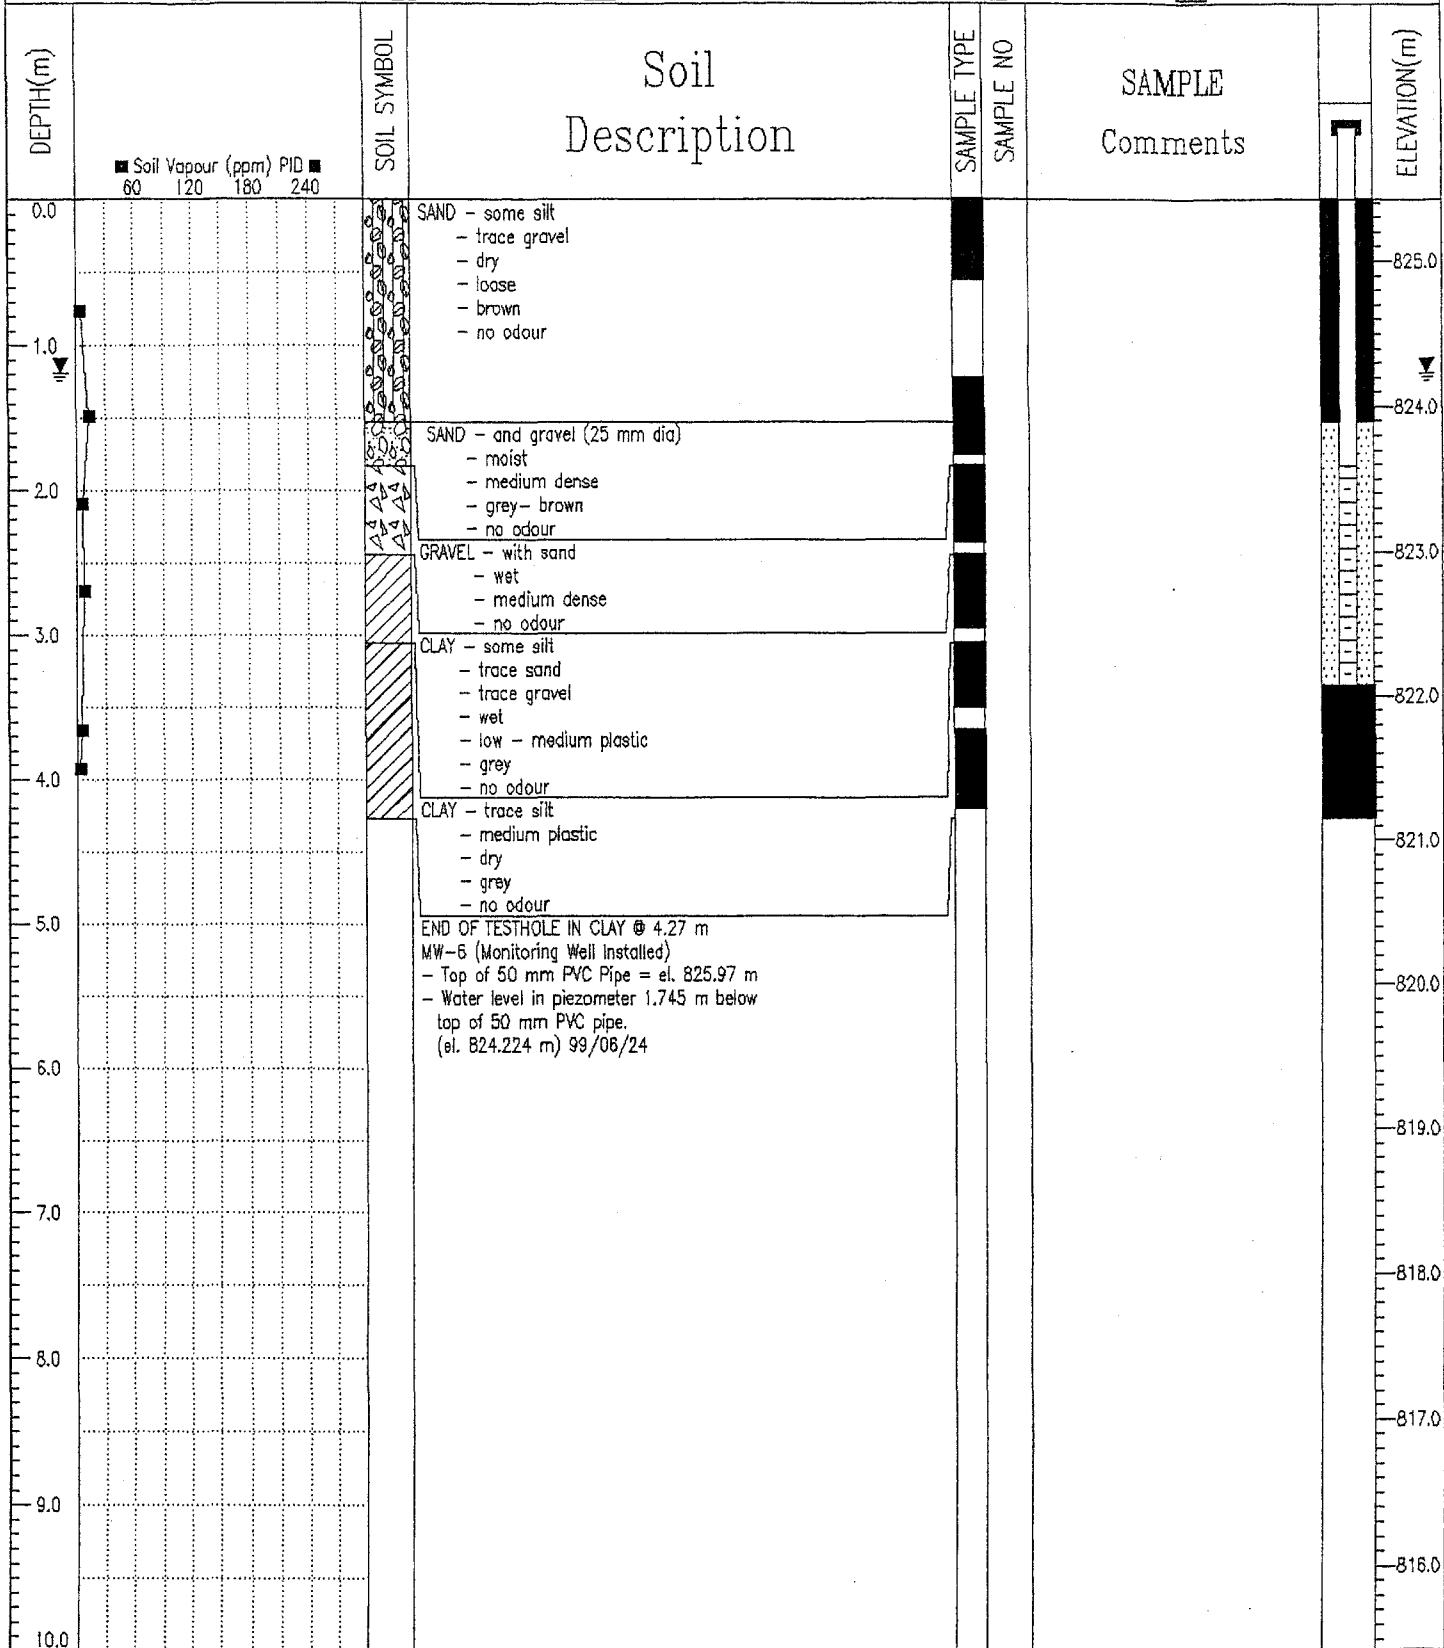 DEPTH(m)
■ Soil Vapour (ppm) PID ■
60 120 180 240
SOIL SYMBOL
Soil
Description
SAMPLE TYPE
SAMPLE NO
SAMPLE
Comments
ELEVATION(m)
0.0
1.0
2.0
3.0
4.0
5.0
6.0
7.0
8.0
9.0
10.0
SAND - some silt
- trace gravel
- dry
- loose
- brown
- no odour
SAND - and gravel (25 mm dia)
- moist
- medium dense
- grey- brown
- no odour
GRAVEL - with sand
- wet
- medium dense
- no odour
CLAY - some silt
- trace sand
- trace gravel
- wet
- low - medium plastic
- grey
- no odour
CLAY - trace silt
- medium plastic
- dry
- grey
- no odour
END OF TESTHOLE IN CLAY @ 4.27 m
MW-6 (Monitoring Well Installed)
- Top of 50 mm PVC Pipe = el. 825.97 m
- Water level in piezometer 1.745 m below
top of 50 mm PVC pipe.
(el. 824.224 m) 99/06/24
825.0
824.0
823.0
822.0
821.0
820.0
819.0
818.0
817.0
816.0